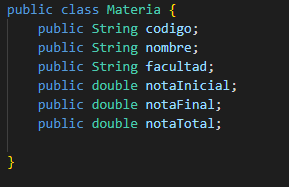 public class Materia {
    public String codigo;
    public String nombre;
    public String facultad;
    public double notaInicial;
    public double notaFinal;
    public double notaTotal;
}